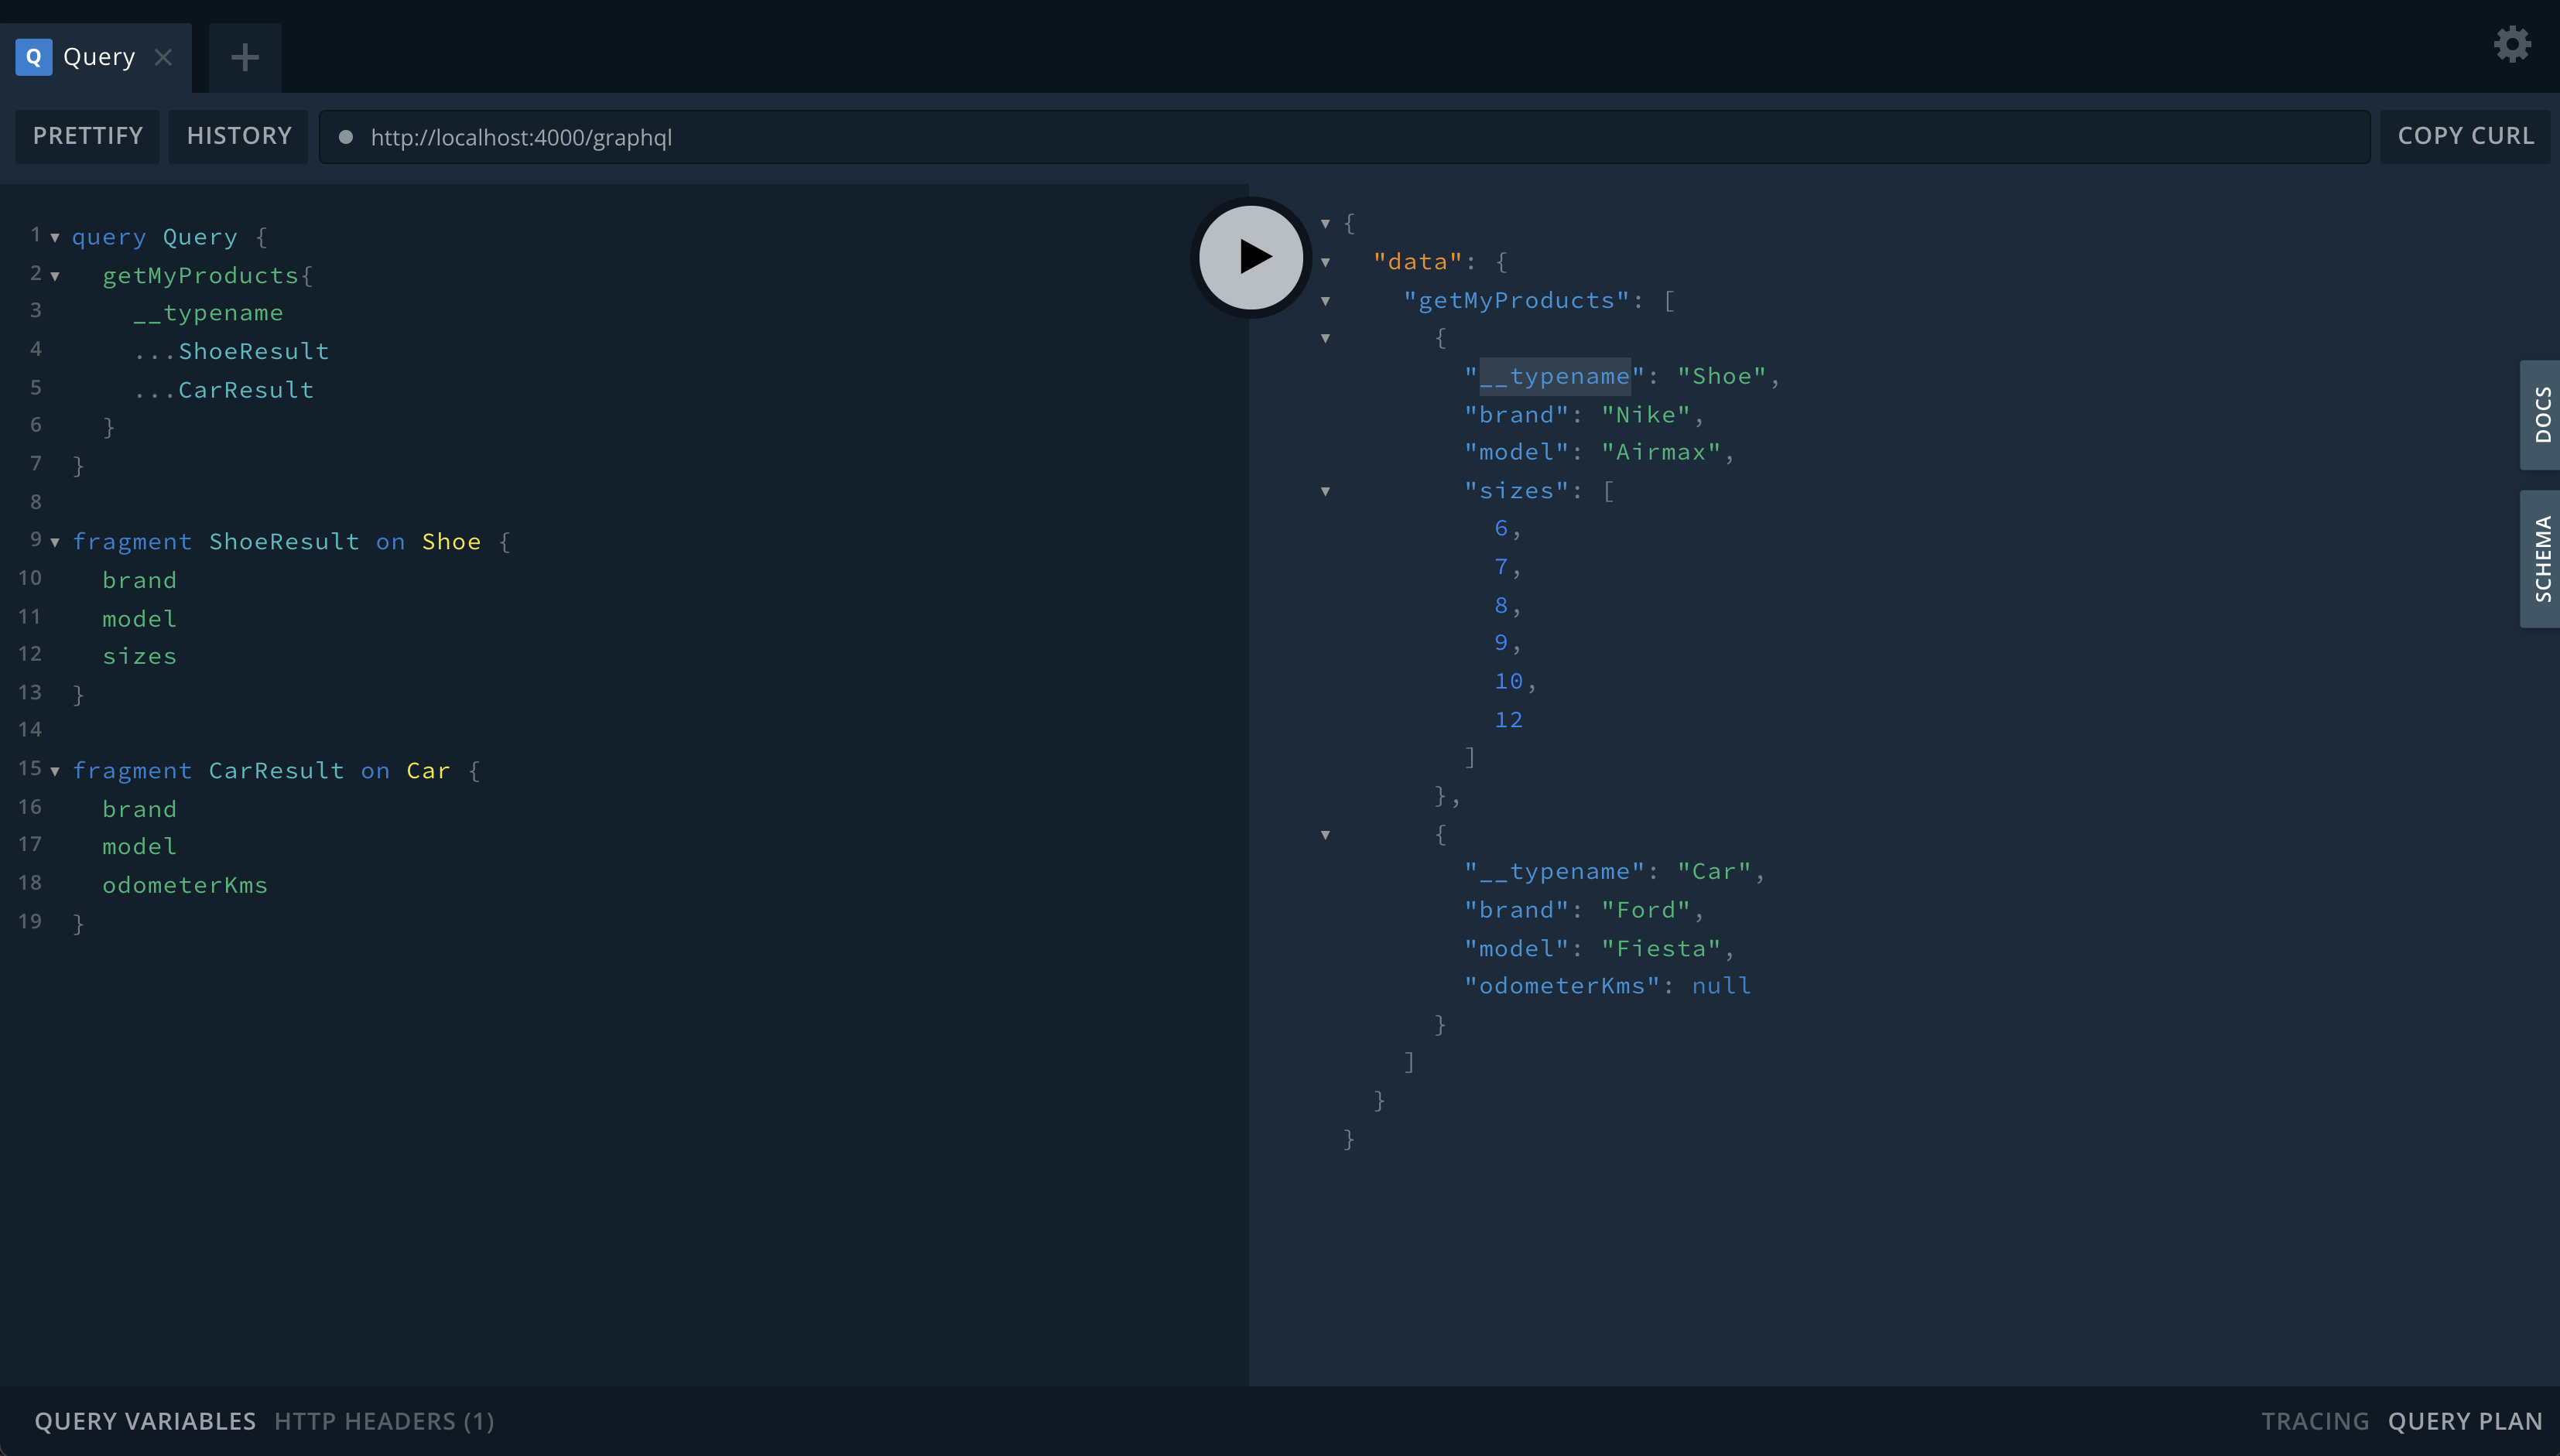 Q Query
PRETTIFY HISTORY http://localhost:4000/graphql COPY CURL
1 query Query {
2 getMyProducts{
3 __typename
4 ...ShoeResult
5 ...CarResult
6 }
7 }
8
9 fragment ShoeResult on Shoe {
10 brand
11 model
12 sizes
13 }
14
15 fragment CarResult on Car {
16 brand
17 model
18 odometerKms
19 }
{
"data": {
"getMyProducts": [
{
"__typename": "Shoe",
"brand": "Nike",
"model": "Airmax",
"sizes": [
6,
7,
8,
9,
10,
12
]
},
{
"__typename": "Car",
"brand": "Ford",
"model": "Fiesta",
"odometerKms": null
}
]
}
}
DOCS
SCHEMA
QUERY VARIABLES HTTP HEADERS (1) TRACING QUERY PLAN